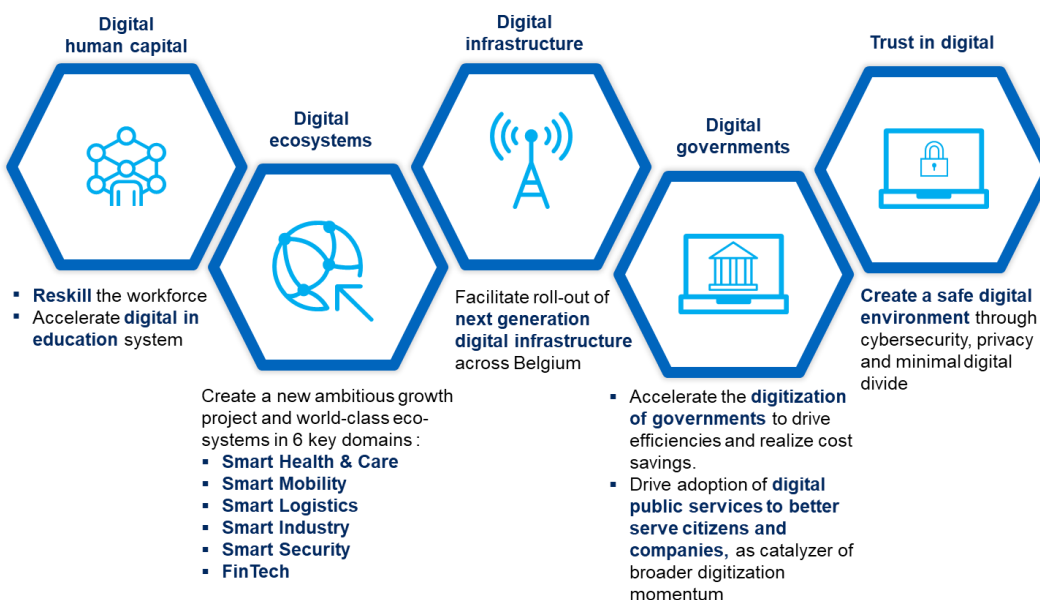 Digital
human capital
▪ Reskill the workforce
▪ Accelerate digital in
education system
Digital
ecosystems
Create a new ambitious growth
project and world-class eco-
systems in 6 key domains :
▪ Smart Health & Care
▪ Smart Mobility
▪ Smart Logistics
▪ Smart Industry
▪ Smart Security
▪ FinTech
Digital
infrastructure
Facilitate roll-out of
next generation
digital infrastructure
across Belgium
Digital
governments
▪ Accelerate the digitization
of governments to drive
efficiencies and realize cost
savings.
▪ Drive adoption of digital
public services to better
serve citizens and
companies, as catalyzer of
broader digitization
momentum
Trust in digital
Create a safe digital
environment through
cybersecurity, privacy
and minimal digital
divide